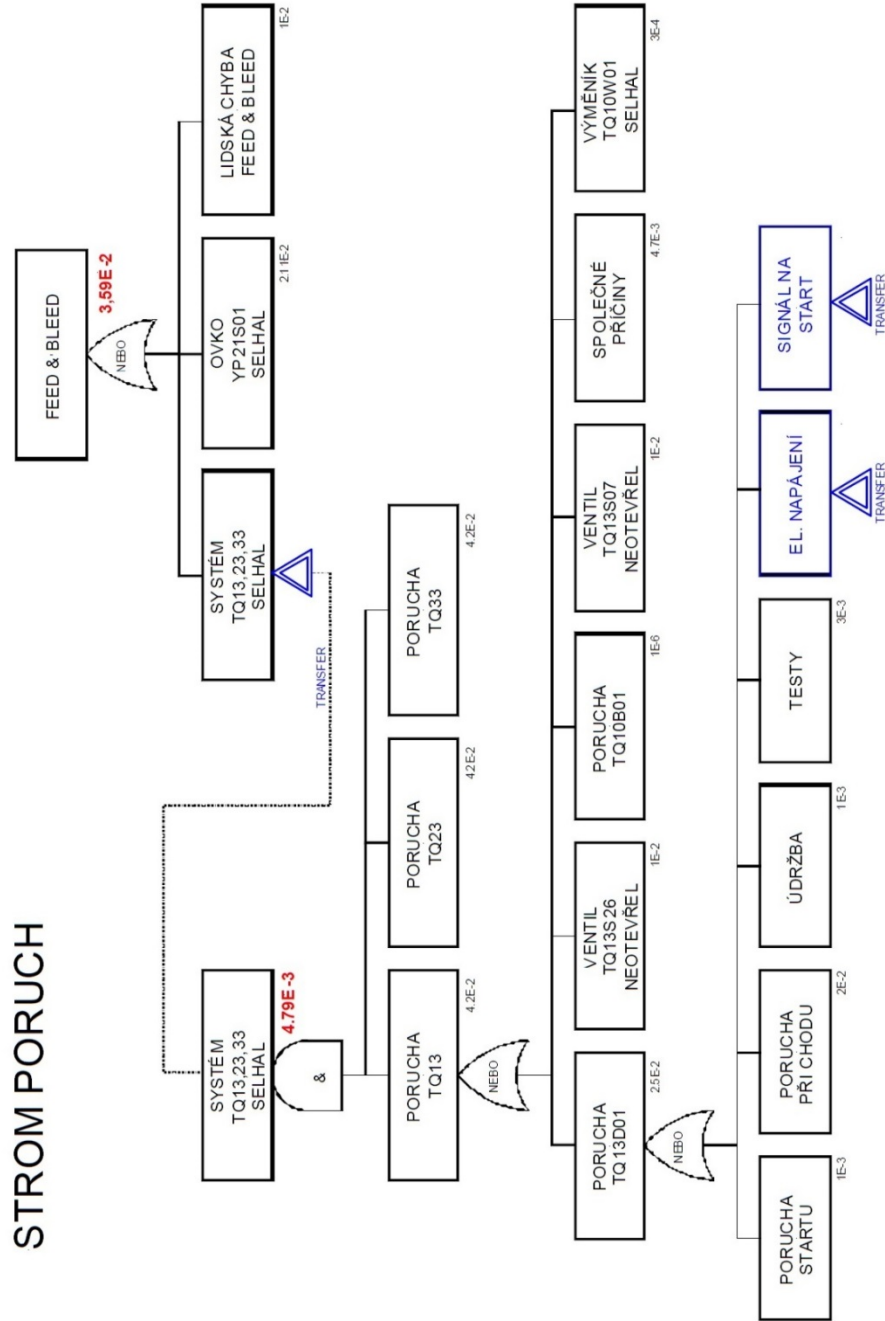 STROM PORUCH
FEED & BLEED
3,59E-2
NEBO
SYSTÉM
TQ13,23,33
SELHAL
TRANSFER
OVKO
YP21S01
SELHAL
2.11E-2
LIDSKÁ CHYBA
FEED & BLEED
1E-2
SYSTÉM
TQ13,23,33
SELHAL
4.79E-3
&
PORUCHA
TQ13
4.2E-2
PORUCHA
TQ23
4.2E-2
PORUCHA
TQ33
4.2E-2
NEBO
PORUCHA
TQ13D01
2.5E-2
VENTIL
TQ13S26
NEOTEVŘEL
1E-2
PORUCHA
TQ10B01
1E-6
VENTIL
TQ13S07
NEOTEVŘEL
1E-2
SPOLEČNÉ
PŘÍČINY
4.7E-3
VÝMĚNÍK
TQ10W01
SELHAL
3E-4
NEBO
PORUCHA
STARTU
1E-3
PORUCHA
PŘI CHODU
2E-2
ÚDRŽBA
1E-3
TESTY
3E-3
EL. NAPÁJENÍ
TRANSFER
SIGNÁL NA
START
TRANSFER